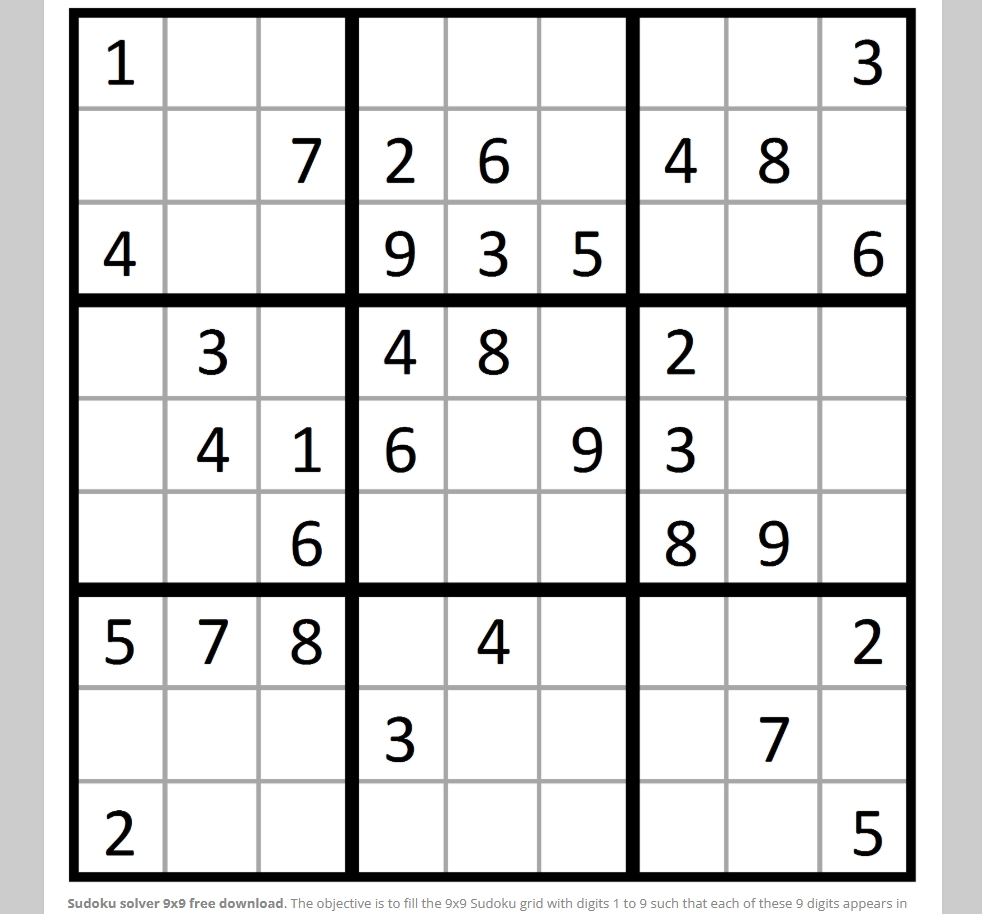 1 3
7 2 6 4 8
4 9 3 5 6
3 4 8 2
4 1 6 9 3
6 8 9
5 7 8 4 2
3 7
2 5
Sudoku solver 9x9 free download. The objective is to fill the 9x9 Sudoku grid with digits 1 to 9 such that each of these 9 digits appears in